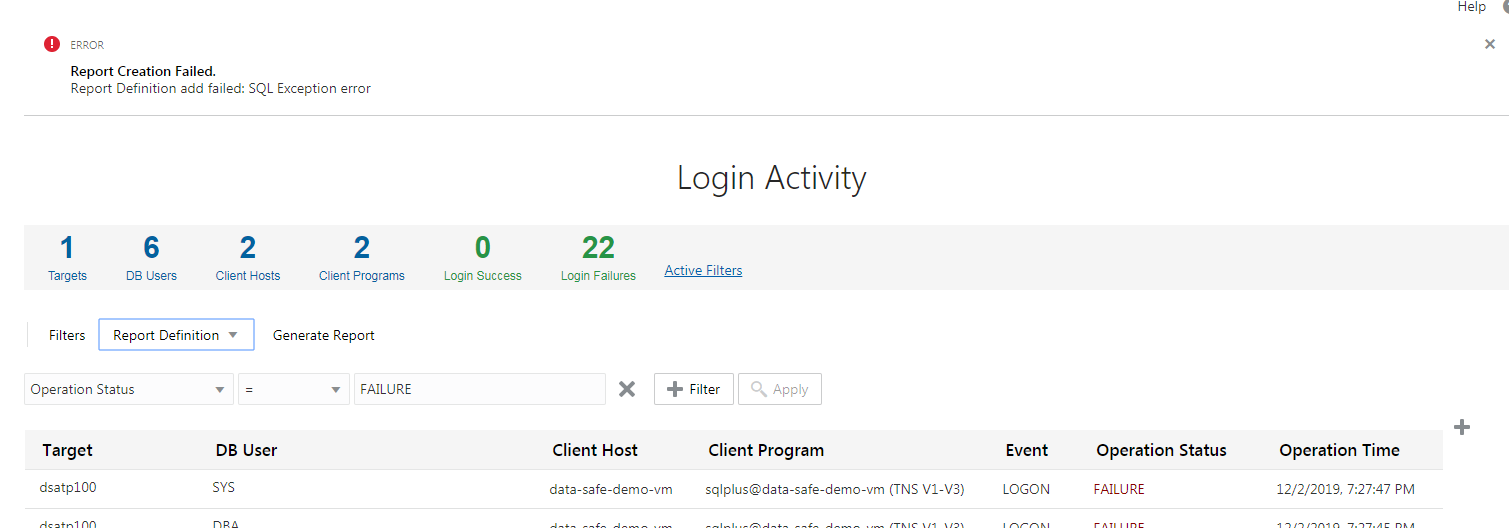 Help
ERROR
Report Creation Failed.
Report Definition add failed: SQL Exception error
Login Activity
1 6 2 2 0 22
Targets DB Users Client Hosts Client Programs Login Success Login Failures Active Filters
Filters Report Definition Generate Report
Operation Status = FAILURE Filter Apply
Target DB User Client Host Client Program Event Operation Status Operation Time
dsatp100 SYS data-safe-demo-vm sqlplus@data-safe-demo-vm (TNS V1-V3) LOGON FAILURE 12/2/2019, 7:27:47 PM
dsatp100 DBA data-safe-demo-vm sqlplus@data-safe-demo-vm (TNS V1-V3) LOGON FAILURE 12/2/2019, 7:27:45 PM